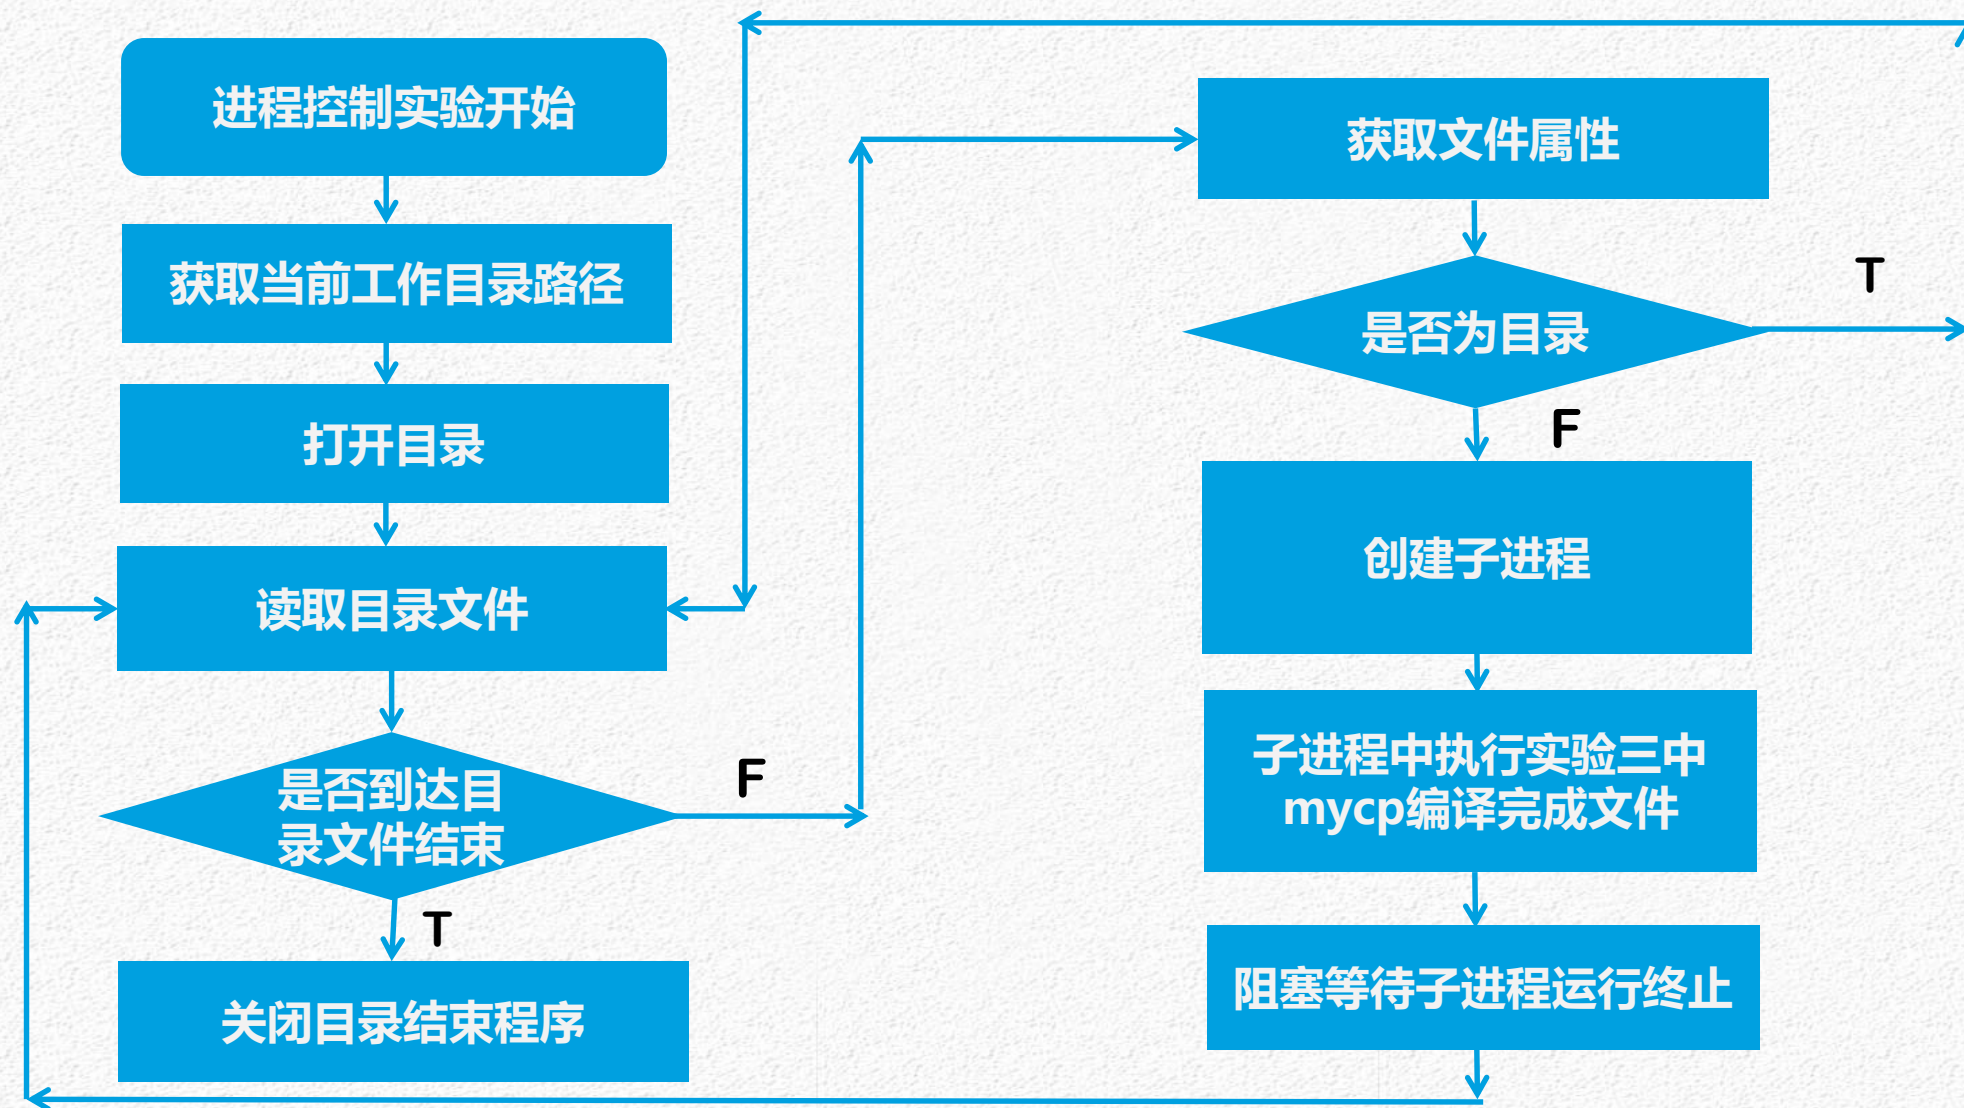 进程控制实验开始
获取当前工作目录路径
打开目录
读取目录文件
是否到达目
录文件结束
F
T
关闭目录结束程序
获取文件属性
是否为目录
T
F
创建子进程
子进程中执行实验三中
mycp编译完成文件
阻塞等待子进程运行终止